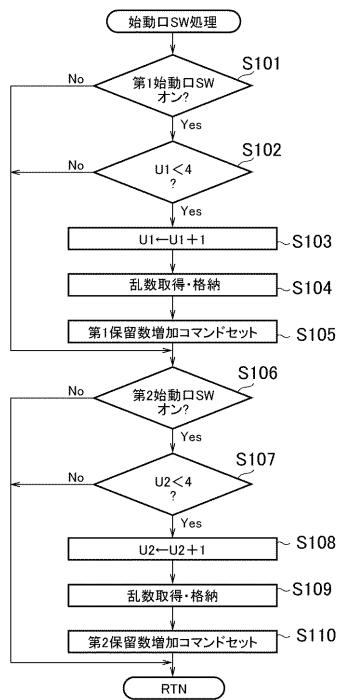 始動口SW処理
S101
第1始動口SW
オン?
No
Yes
S102
U1<4
?
No
Yes
U1←U1+1
S103
乱数取得・格納
S104
第1保留数増加コマンドセット
S105
S106
第2始動口SW
オン?
No
Yes
S107
U2<4
?
No
Yes
U2←U2+1
S108
乱数取得・格納
S109
第2保留数増加コマンドセット
S110
RTN